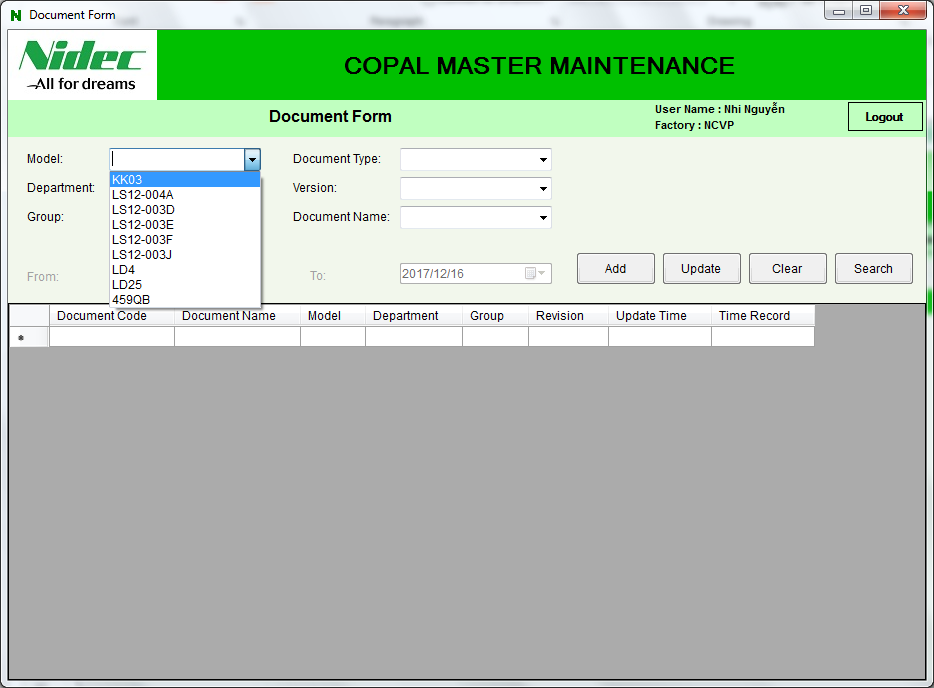 Document Form
Nidec
All for dreams
COPAL MASTER MAINTENANCE
Document Form
User Name : Nhi Nguyễn
Factory : NCVP
Logout
Model:
Document Type:
Department:
Version:
Group:
Document Name:
KK03
LS12-004A
LS12-003D
LS12-003E
LS12-003F
LS12-003J
LD4
LD25
459QB
From:
To:
2017/12/16
Add
Update
Clear
Search
Document Code Document Name Model Department Group Revision Update Time Time Record